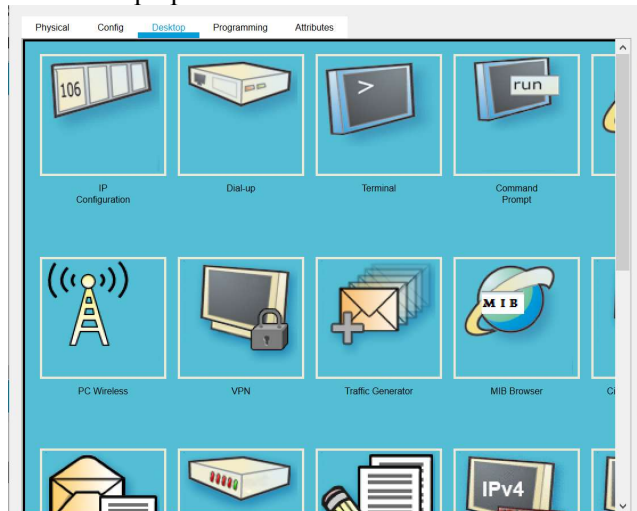 Physical Config Desktop Programming Attributes
106
>
run
IP
Configuration
Dial-up
Terminal
Command
Prompt
MIB
PC Wireless
VPN
Traffic Generator
MIB Browser
Ci
IPv4